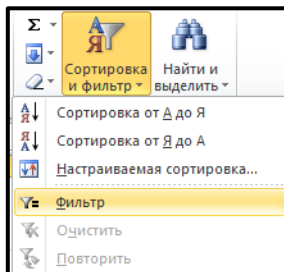 Σ
Сортировка и фильтр
Найти и выделить
Сортировка от А до Я
Сортировка от Я до А
Настраиваемая сортировка...
Фильтр
Очистить
Повторить